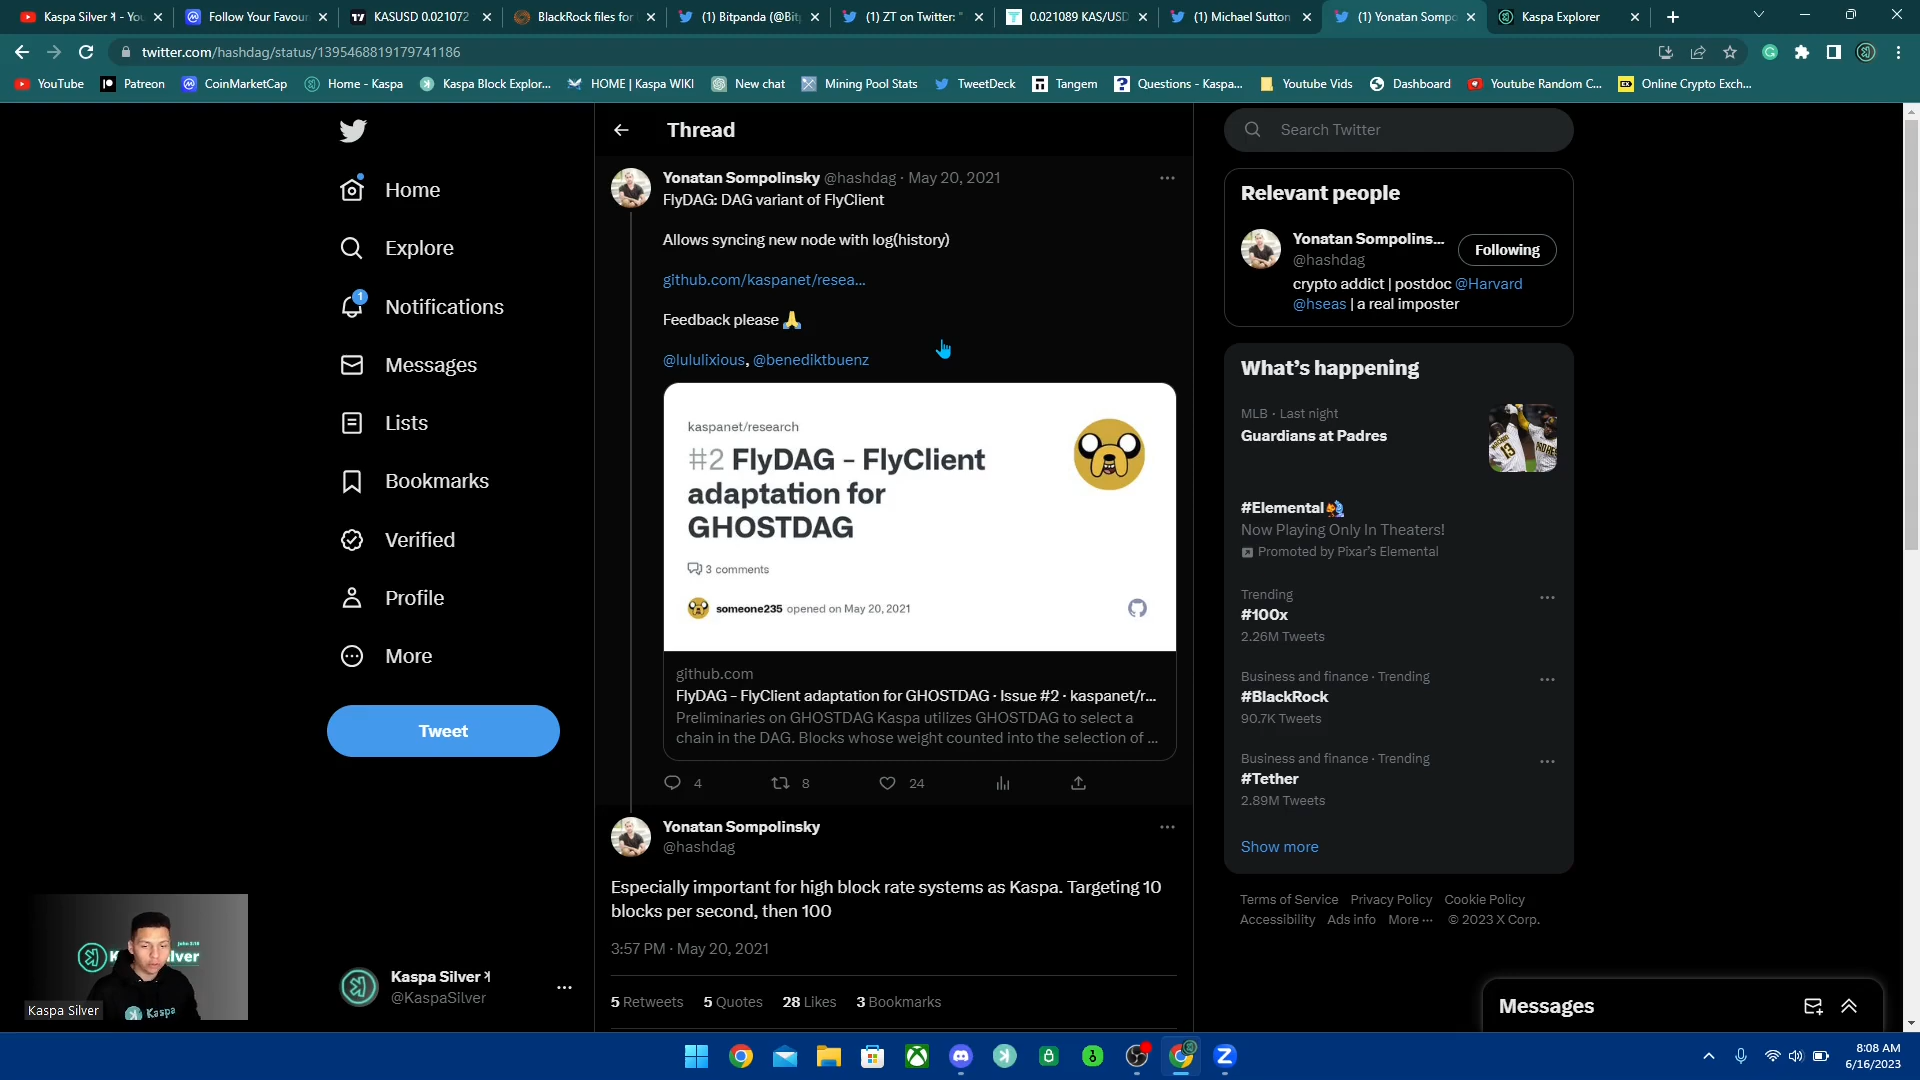 Kaspa Silver ⵣ - You
Follow Your Favour
KASUSD 0.021072
BlackRock files for
(1) Bitpanda (@Bitp
(1) ZT on Twitter: "
0.021089 KAS/USD
(1) Michael Sutton
(1) Yonatan Sompo
Kaspa Explorer
twitter.com/hashdag/status/1395468819179741186
YouTube
Patreon
CoinMarketCap
Home - Kaspa
Kaspa Block Explor...
HOME | Kaspa WIKI
New chat
Mining Pool Stats
TweetDeck
Tangem
Questions - Kaspa...
Youtube Vids
Dashboard
Youtube Random C...
Online Crypto Exch...
Home
Explore
1
Notifications
Messages
Lists
Bookmarks
Verified
Profile
More
Tweet
Kaspa Silver
@KaspaSilver
Thread
Yonatan Sompolinsky @hashdag · May 20, 2021
FlyDAG: DAG variant of FlyClient
Allows syncing new node with log(history)
github.com/kaspanet/resea...
Feedback please 🙏
@lululixious, @benediktbuenz
kaspanet/research
#2 FlyDAG - FlyClient
adaptation for
GHOSTDAG
3 comments
someone235 opened on May 20, 2021
github.com
FlyDAG - FlyClient adaptation for GHOSTDAG · Issue #2 · kaspanet/r...
Preliminaries on GHOSTDAG Kaspa utilizes GHOSTDAG to select a
chain in the DAG. Blocks whose weight counted into the selection of ...
4 8 24
Yonatan Sompolinsky
@hashdag
Especially important for high block rate systems as Kaspa. Targeting 10
blocks per second, then 100
3:57 PM · May 20, 2021
5 Retweets 5 Quotes 28 Likes 3 Bookmarks
Search Twitter
Relevant people
Yonatan Sompolins...
@hashdag
Following
crypto addict | postdoc @Harvard
@hseas | a real imposter
What's happening
MLB · Last night
Guardians at Padres
#Elemental
Now Playing Only In Theaters!
Promoted by Pixar's Elemental
Trending
#100x
2.26M Tweets
Business and finance · Trending
#BlackRock
90.7K Tweets
Business and finance · Trending
#Tether
2.89M Tweets
Show more
Terms of Service Privacy Policy Cookie Policy
Accessibility Ads info More ··· © 2023 X Corp.
Messages
John 3:16
Kaspa
Kaspa Silver
8:08 AM
6/16/2023